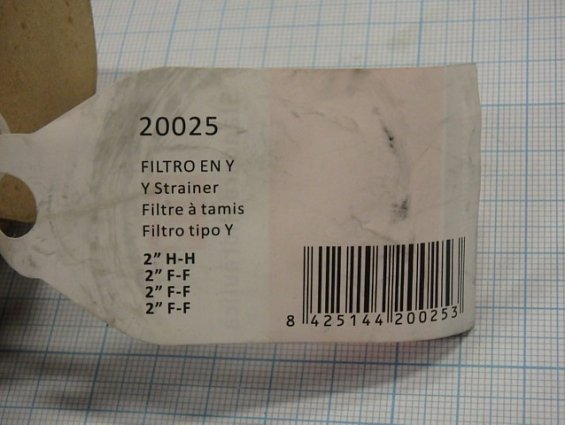 20025
FILTRO EN Y
Y Strainer
Filtre à tamis
Filtro tipo Y
2” H-H
2” F-F
2” F-F
2” F-F
8 425144 200253